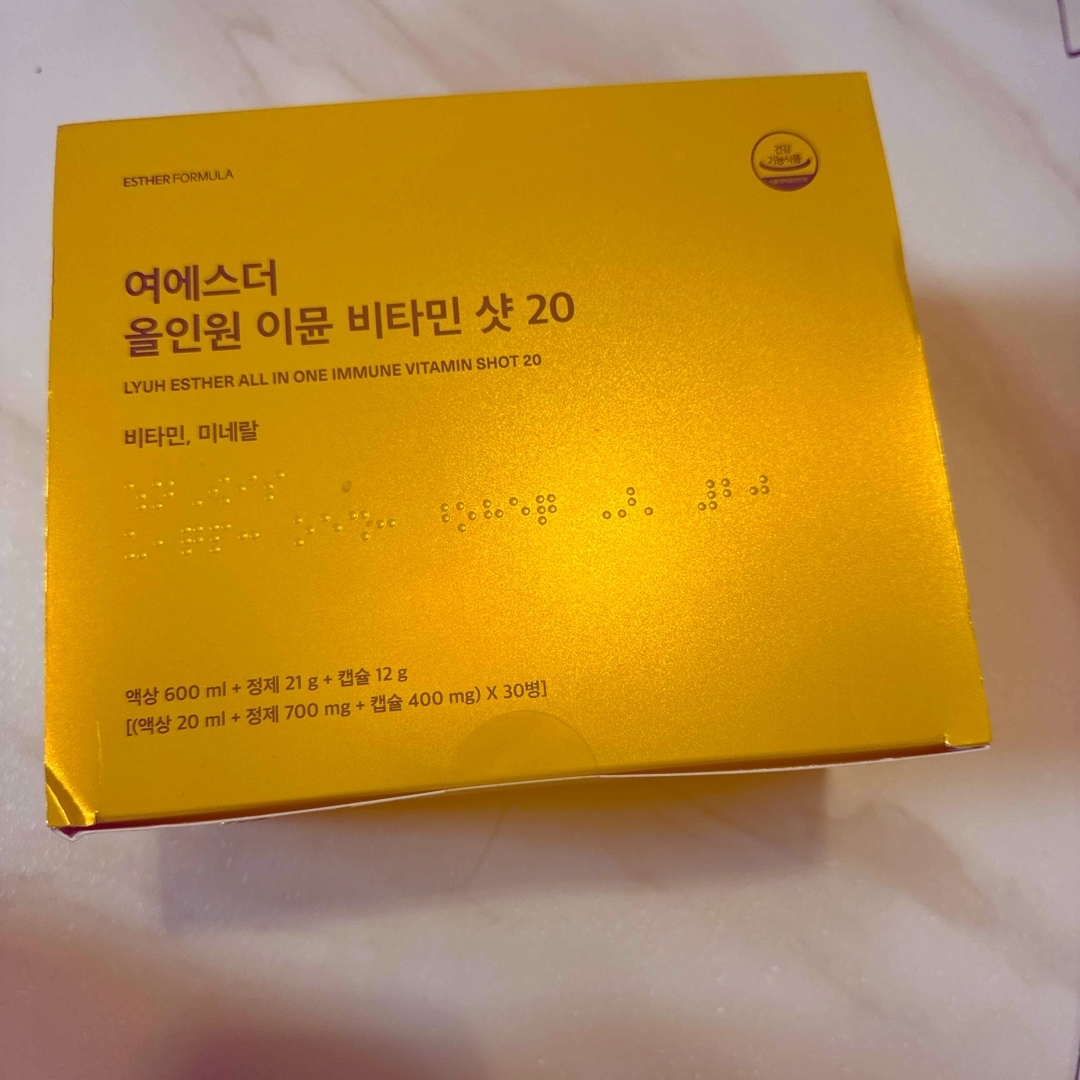 ESTHER FORMULA
건강
기능식품
여에스더
올인원 이뮨 비타민 샷 20
LYUH ESTHER ALL IN ONE IMMUNE VITAMIN SHOT 20
비타민, 미네랄
액상 600 ml + 정제 21 g + 캡슐 12 g
[(액상 20 ml + 정제 700 mg + 캡슐 400 mg) X 30병]